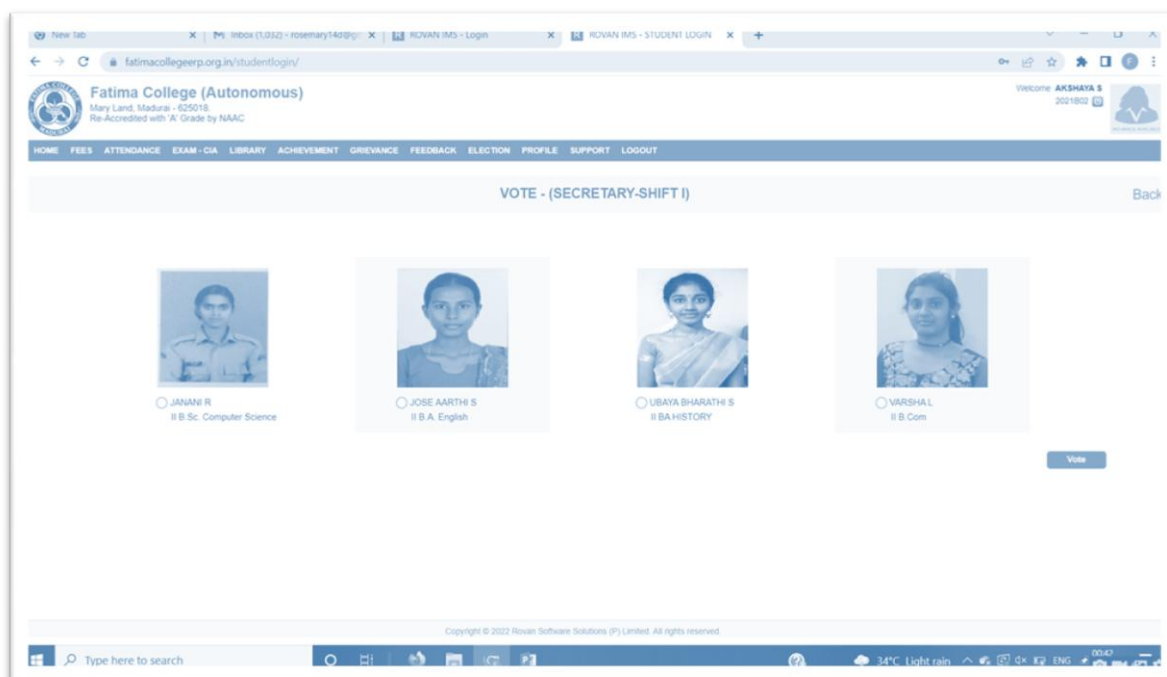 New Tab
Inbox (1,032) - rosemary14d@g
ROVAN IMS - Login
ROVAN IMS - STUDENT LOGIN
fatimacollegeerp.org.in/studentlogin/
Fatima College (Autonomous)
Mary Land, Madurai - 625018.
Re-Accredited with 'A' Grade by NAAC
Welcome AKSHAYA S
2021B02
HOME FEES ATTENDANCE EXAM - CIA LIBRARY ACHIEVEMENT GRIEVANCE FEEDBACK ELECTION PROFILE SUPPORT LOGOUT
VOTE - (SECRETARY-SHIFT I)
Back
JANANI R
II B.Sc. Computer Science
JOSE AARTHI S
II B.A. English
UBAYA BHARATHI S
II BA HISTORY
VARSHA L
II B.Com
Vote
Copyright © 2022 Rovan Software Solutions (P) Limited. All rights reserved.
Type here to search
34°C Light rain
ENG
00:47